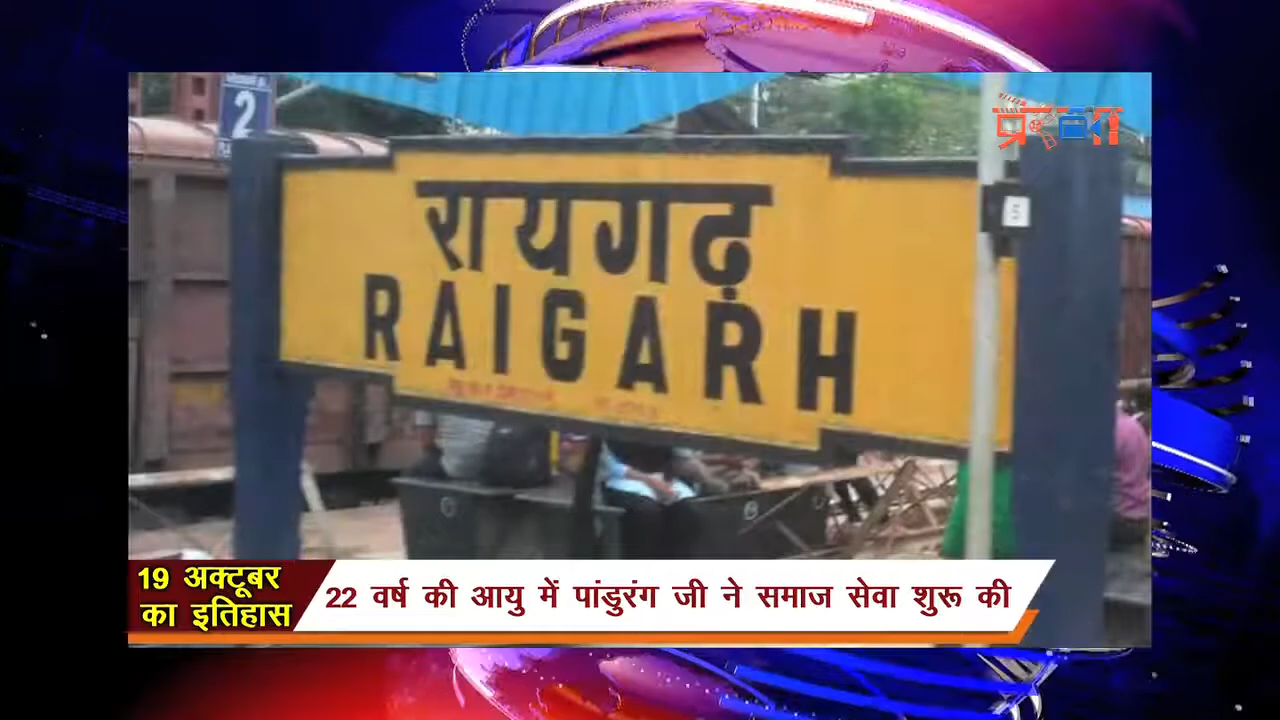 2
रायगढ़
RAIGARH
5
19 अक्टूबर
का इतिहास
22 वर्ष की आयु में पांडुरंग जी ने समाज सेवा शुरू की